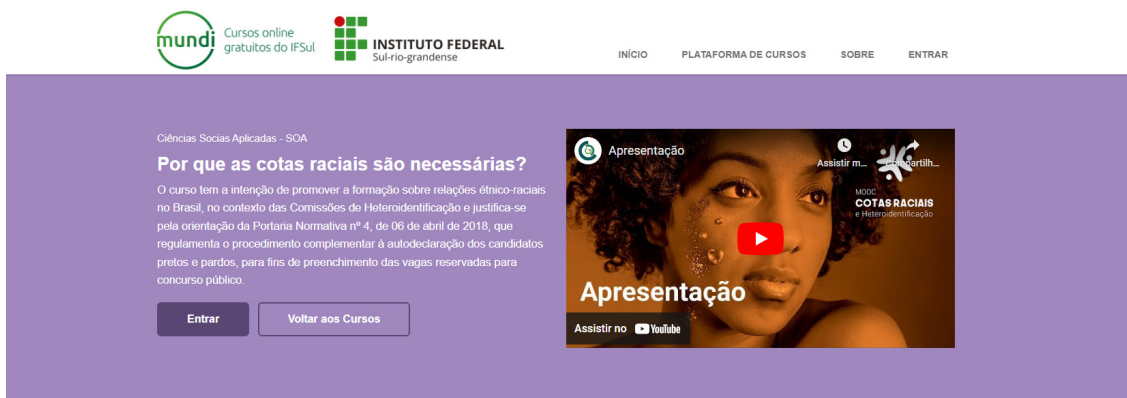 mundi
Cursos online
gratuitos do IFSul
INSTITUTO FEDERAL
Sul-rio-grandense
INÍCIO
PLATAFORMA DE CURSOS
SOBRE
ENTRAR
Ciências Socias Aplicadas - SOA
Por que as cotas raciais são necessárias?
O curso tem a intenção de promover a formação sobre relações étnico-raciais
no Brasil, no contexto das Comissões de Heteroidentificação e justifica-se
pela orientação da Portaria Normativa nº 4, de 06 de abril de 2018, que
regulamenta o procedimento complementar à autodeclaração dos candidatos
pretos e pardos, para fins de preenchimento das vagas reservadas para
concurso público.
Entrar
Voltar aos Cursos
Apresentação
Assistir m...
Compartilh...
MOOC
COTAS RACIAIS
e Heteroidentificação
Apresentação
Assistir no YouTube